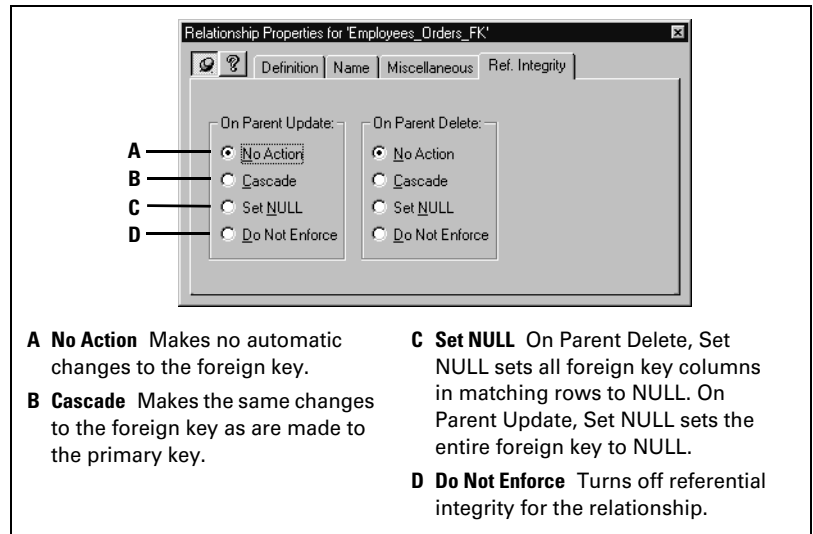 Relationship Properties for 'Employees_Orders_FK'
Definition Name Miscellaneous Ref. Integrity
On Parent Update: On Parent Delete:
A No Action No Action
B Cascade Cascade
C Set NULL Set NULL
D Do Not Enforce Do Not Enforce
A No Action Makes no automatic
changes to the foreign key.
B Cascade Makes the same changes
to the foreign key as are made to
the primary key.
C Set NULL On Parent Delete, Set
NULL sets all foreign key columns
in matching rows to NULL. On
Parent Update, Set NULL sets the
entire foreign key to NULL.
D Do Not Enforce Turns off referential
integrity for the relationship.